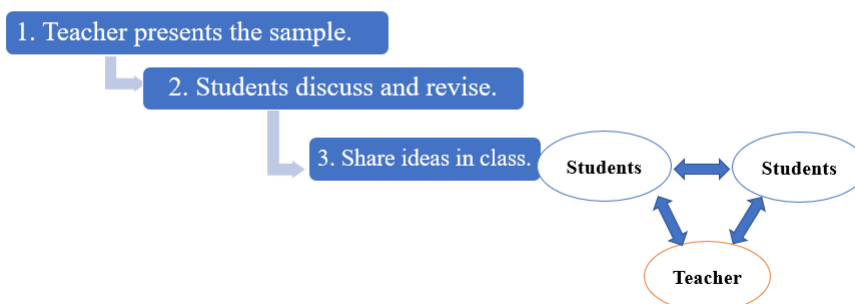 1. Teacher presents the sample.
2. Students discuss and revise.
3. Share ideas in class.
Students
Students
Teacher